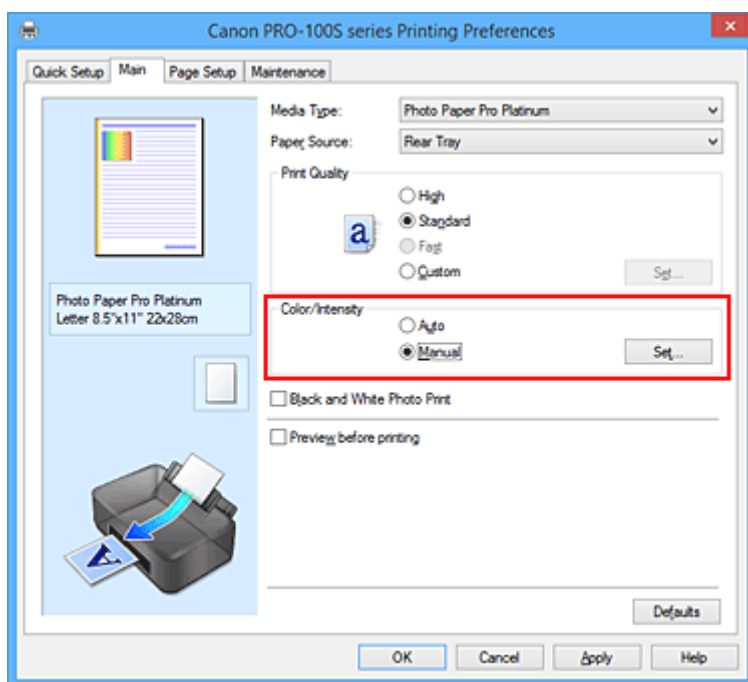 Canon PRO-100S series Printing Preferences
Quick Setup Main Page Setup Maintenance
Media Type: Photo Paper Pro Platinum
Paper Source: Rear Tray
Print Quality
High
Standard
Fast
Custom Set...
Photo Paper Pro Platinum
Letter 8.5"x11" 22x28cm
Color/Intensity
Auto
Manual Set...
Black and White Photo Print
Preview before printing
Defaults
OK Cancel Apply Help